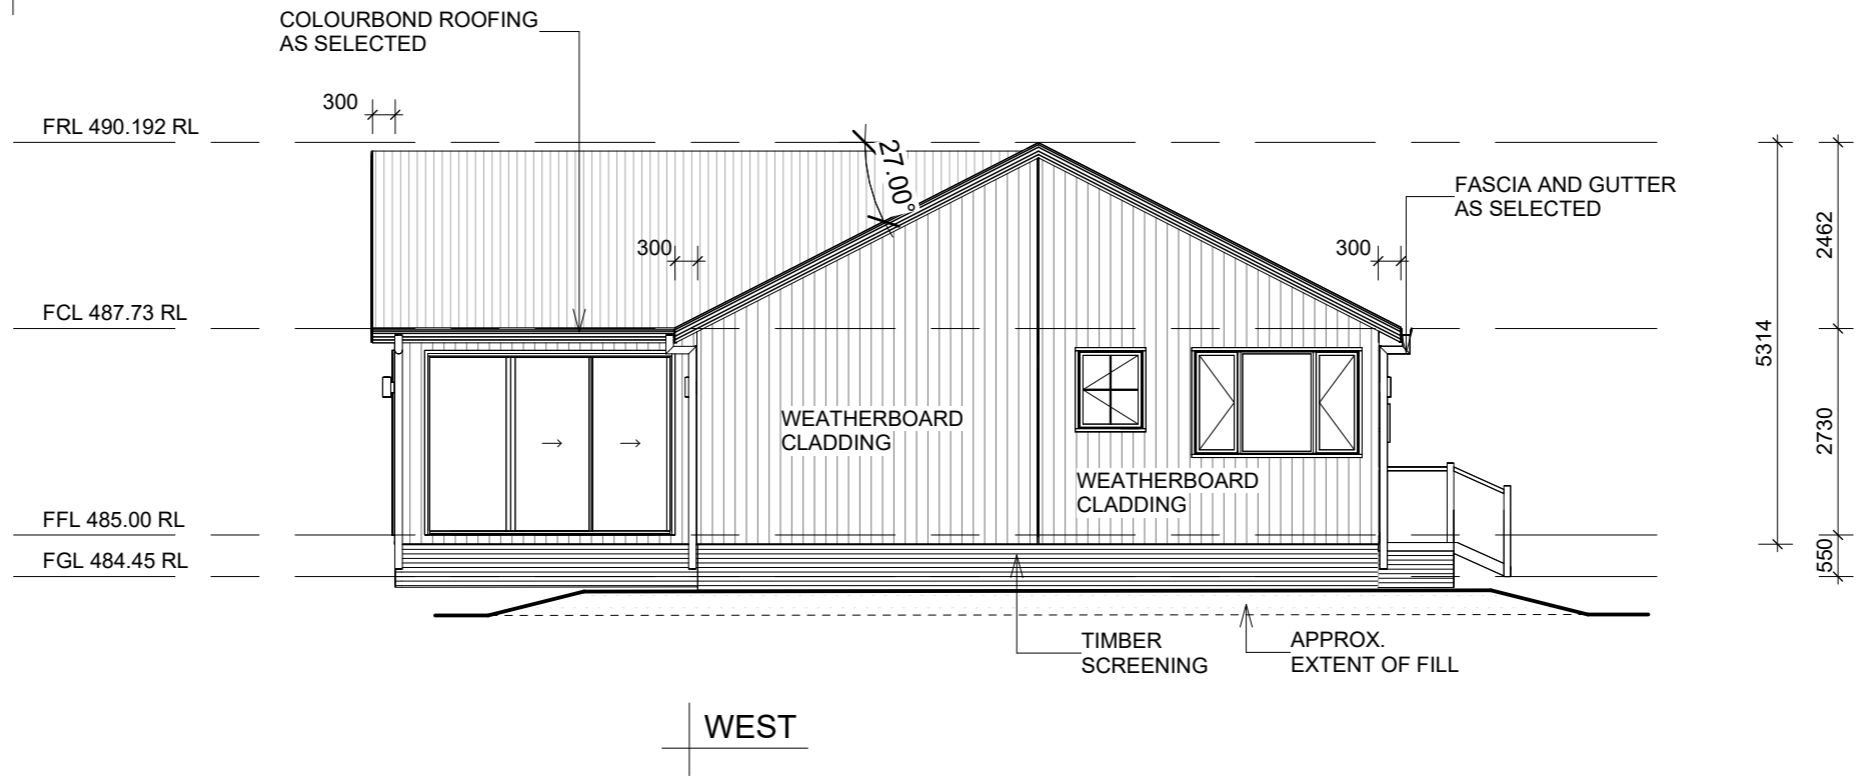 COLOURBOND ROOFING
AS SELECTED
300
FRL 490.192 RL
27.00°
FASCIA AND GUTTER
AS SELECTED
300
300
2462
FCL 487.73 RL
5314
WEATHERBOARD
CLADDING
2730
WEATHERBOARD
CLADDING
FFL 485.00 RL
FGL 484.45 RL
550
TIMBER
SCREENING
APPROX.
EXTENT OF FILL
WEST